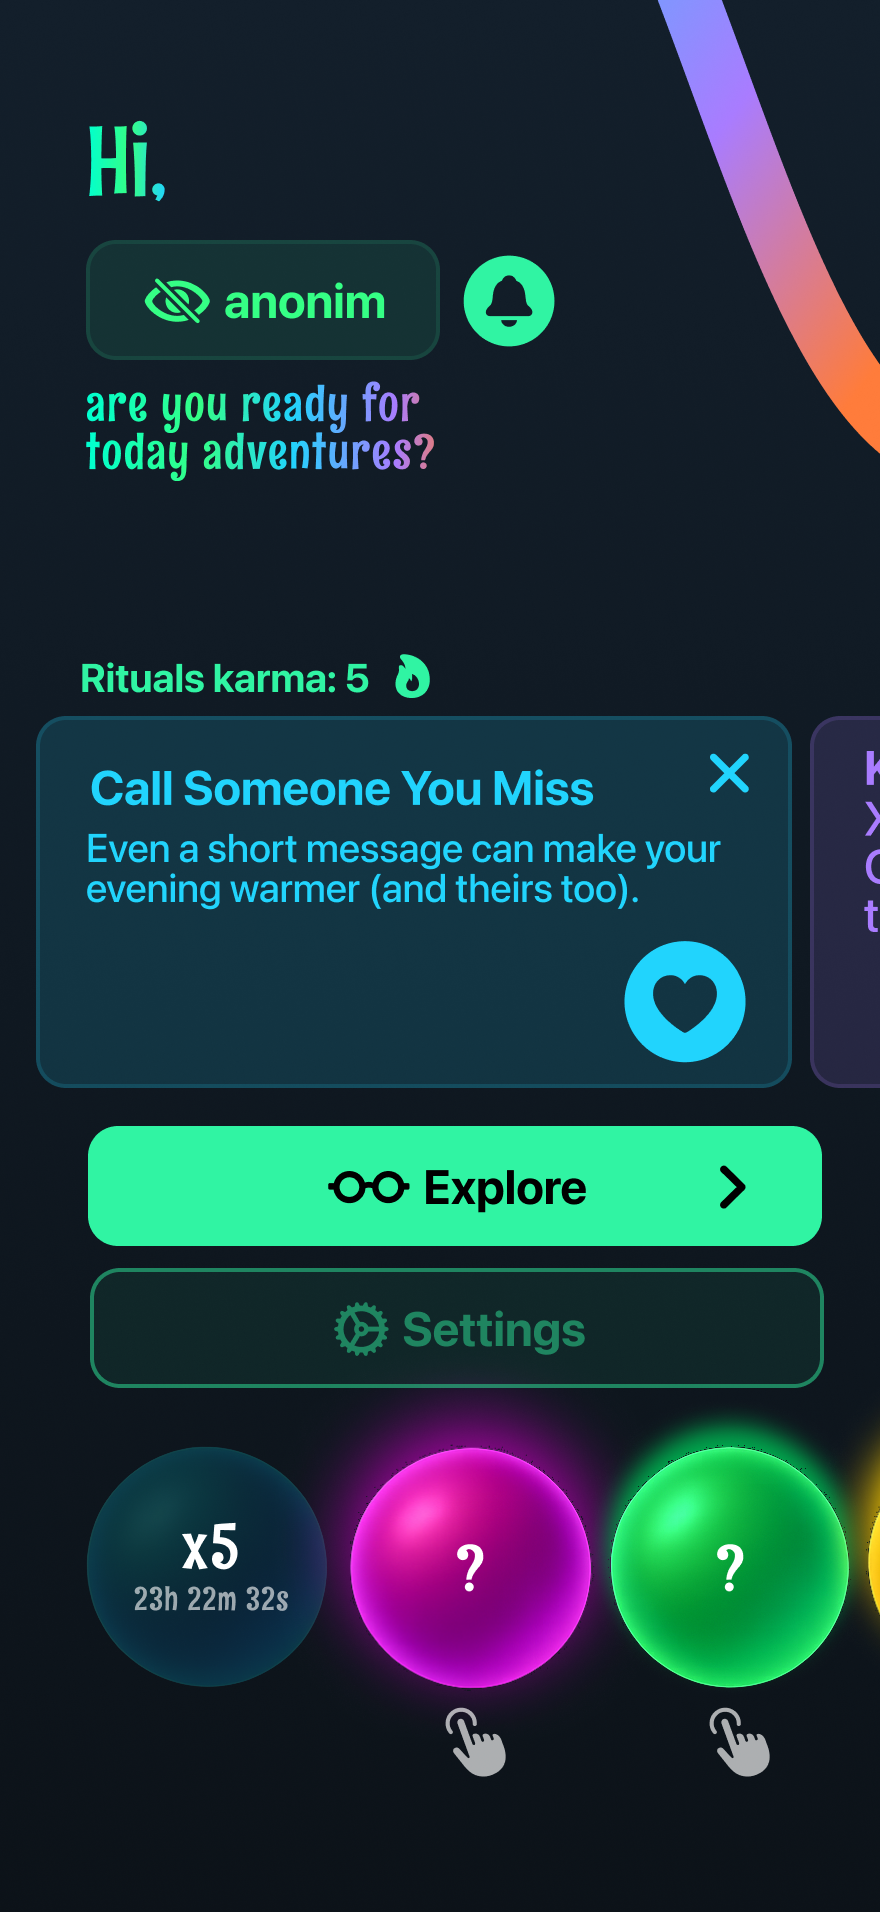 Hi,
anonim
are you ready for
today adventures?
Rituals karma: 5
Call Someone You Miss
Even a short message can make your
evening warmer (and theirs too).
Explore
Settings
x5
23h 22m 32s
?
?